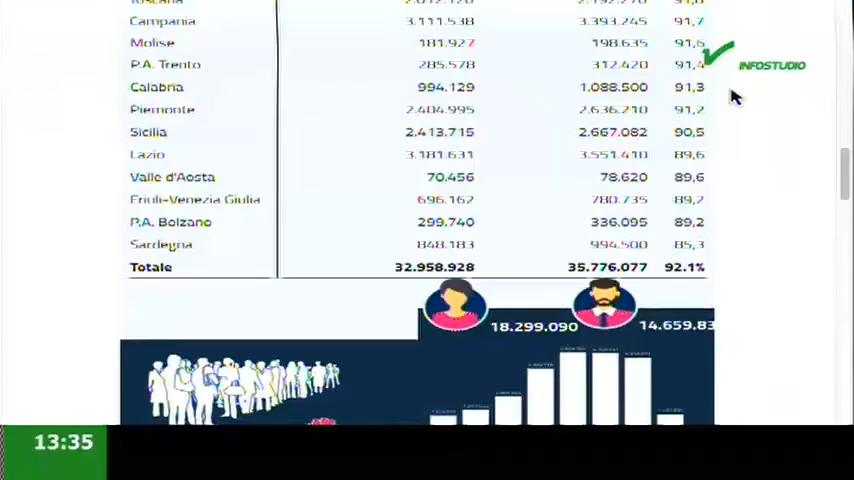 Campania 3.111.538 3.393.245 91,7
Molise 181.927 198.635 91,6
P.A. Trento 285.578 312.420 91,4
INFOSTUDIO
Calabria 994.129 1.088.500 91,3
Piemonte 2.404.995 2.636.210 91,2
Sicilia 2.413.715 2.667.082 90,5
Lazio 3.181.631 3.551.410 89,6
Valle d'Aosta 70.456 78.620 89,6
Friuli-Venezia Giulia 696.162 780.735 89,2
P.A. Bolzano 299.740 336.095 89,2
Sardegna 848.183 994.500 85,3
Totale 32.958.928 35.776.077 92.1%
18.299.090 14.659.83
13:35